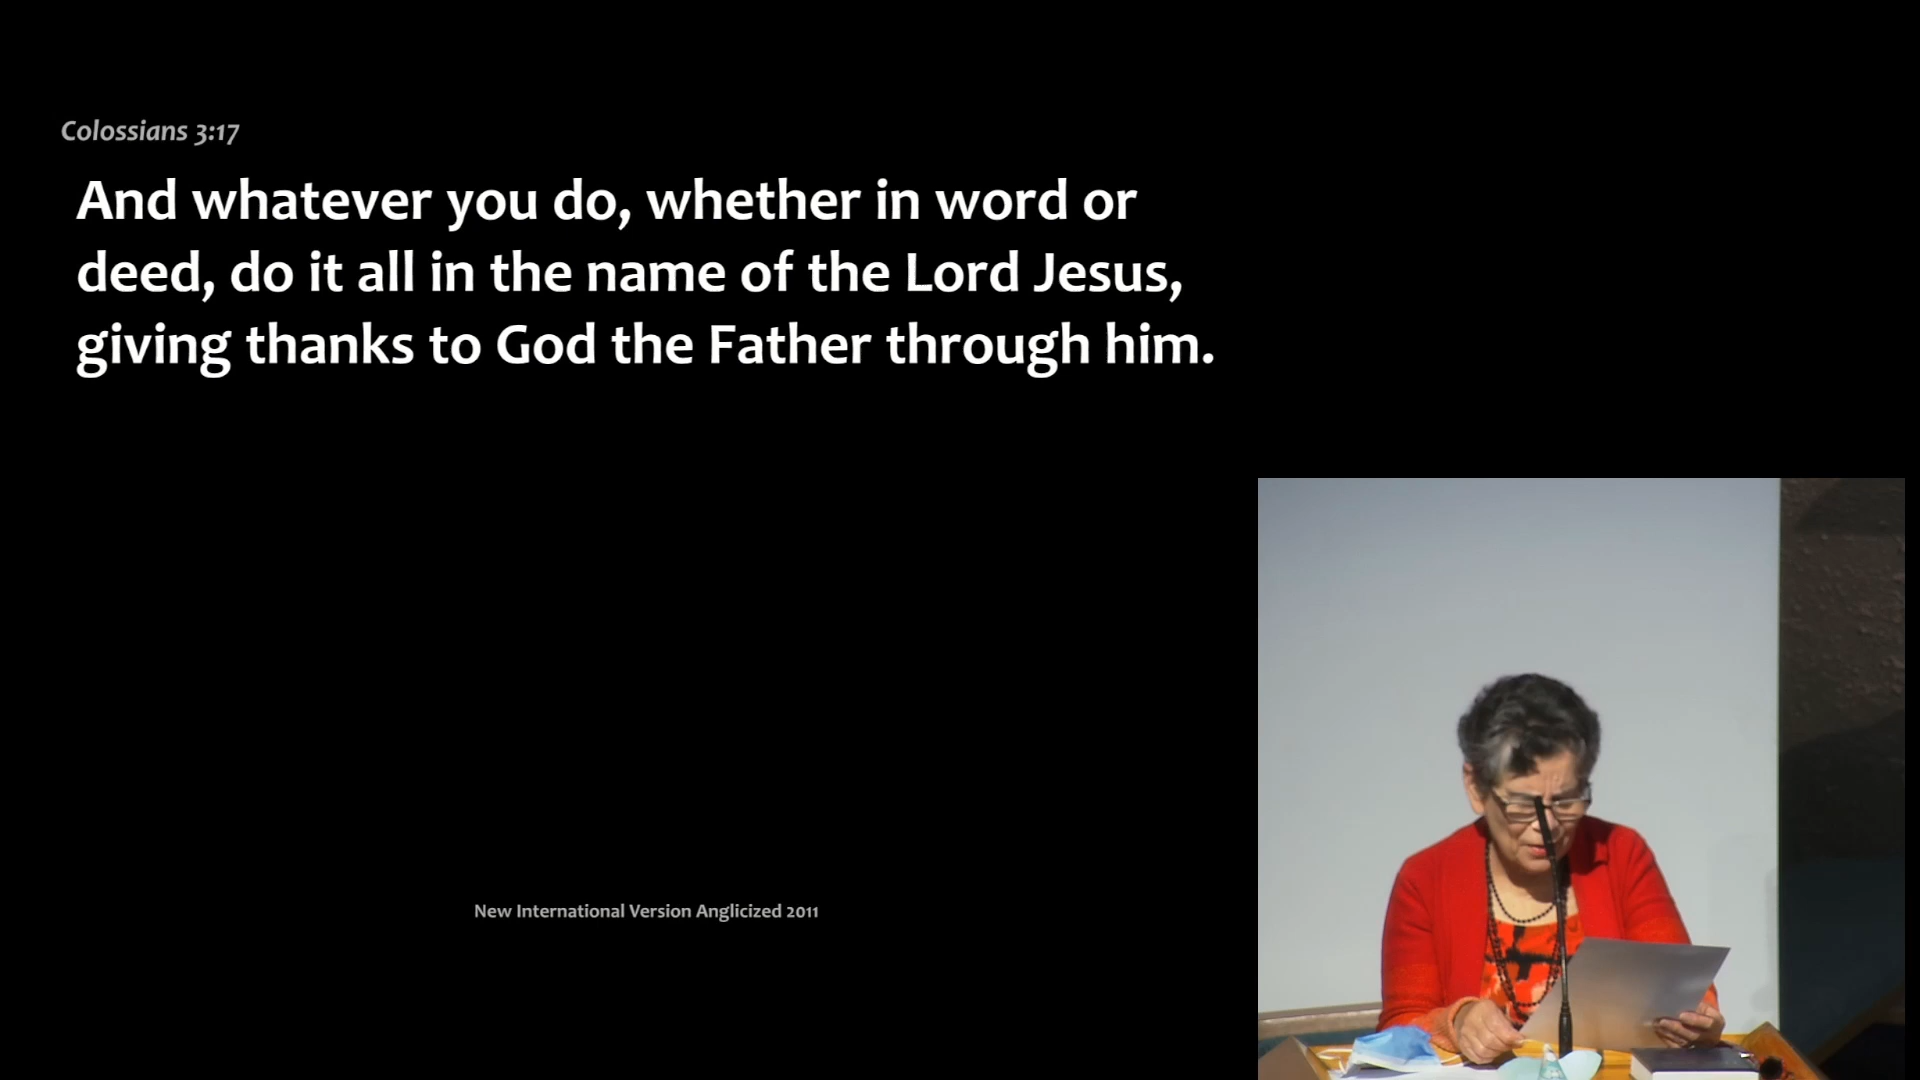 Colossians 3:17
And whatever you do, whether in word or
deed, do it all in the name of the Lord Jesus,
giving thanks to God the Father through him.
New International Version Anglicized 2011